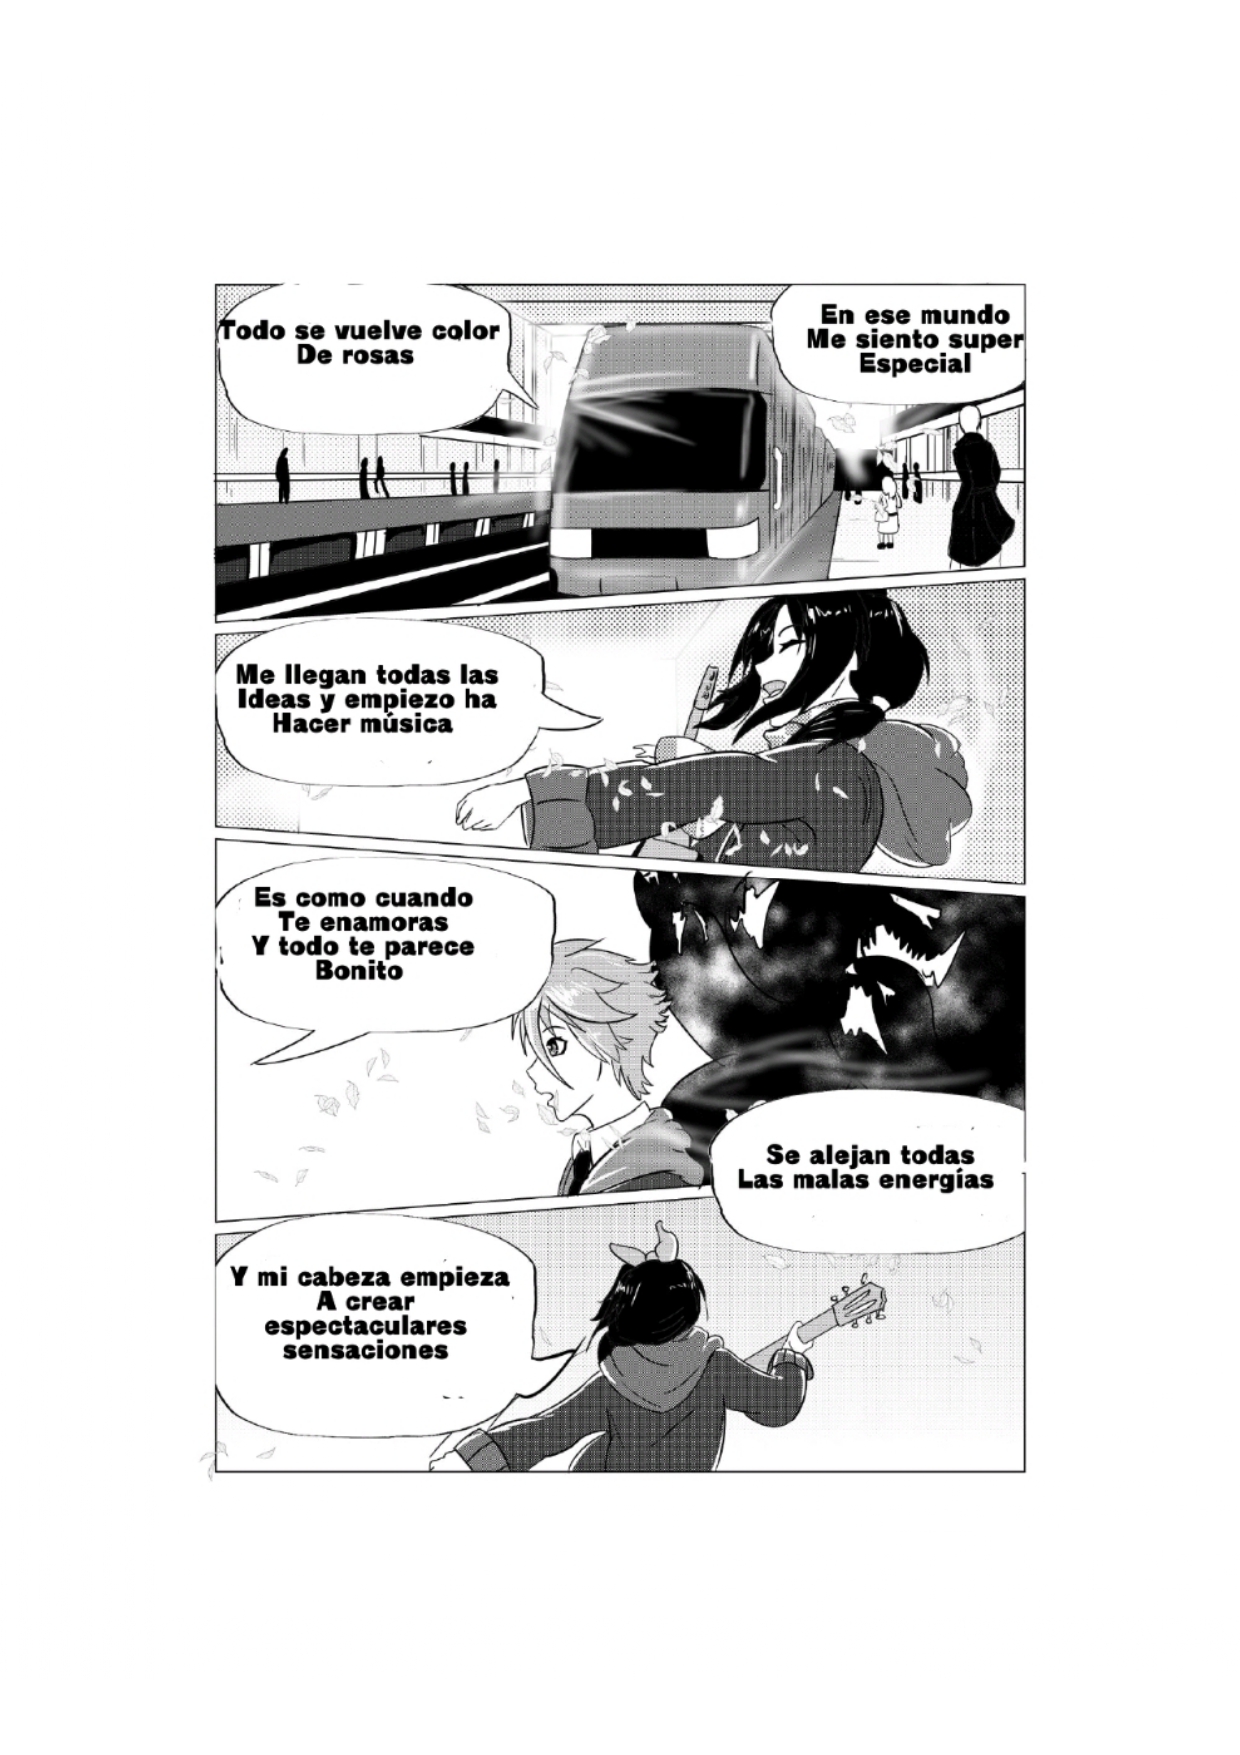 Todo se vuelve color
De rosas
En ese mundo
Me siento super
Especial
Me llegan todas las
Ideas y empiezo ha
Hacer música
Es como cuando
Te enamoras
Y todo te parece
Bonito
Se alejan todas
Las malas energías
Y mi cabeza empieza
A crear
espectaculares
sensaciones